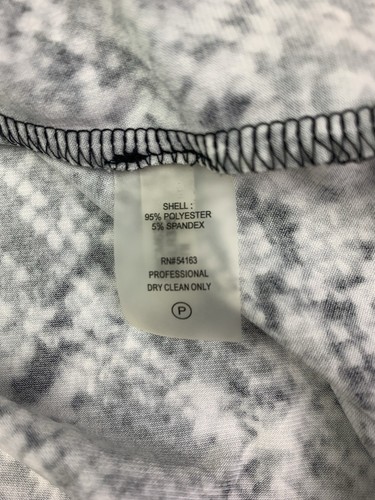 SHELL :
95% POLYESTER
5% SPANDEX
RN#54163
PROFESSIONAL
DRY CLEAN ONLY
P